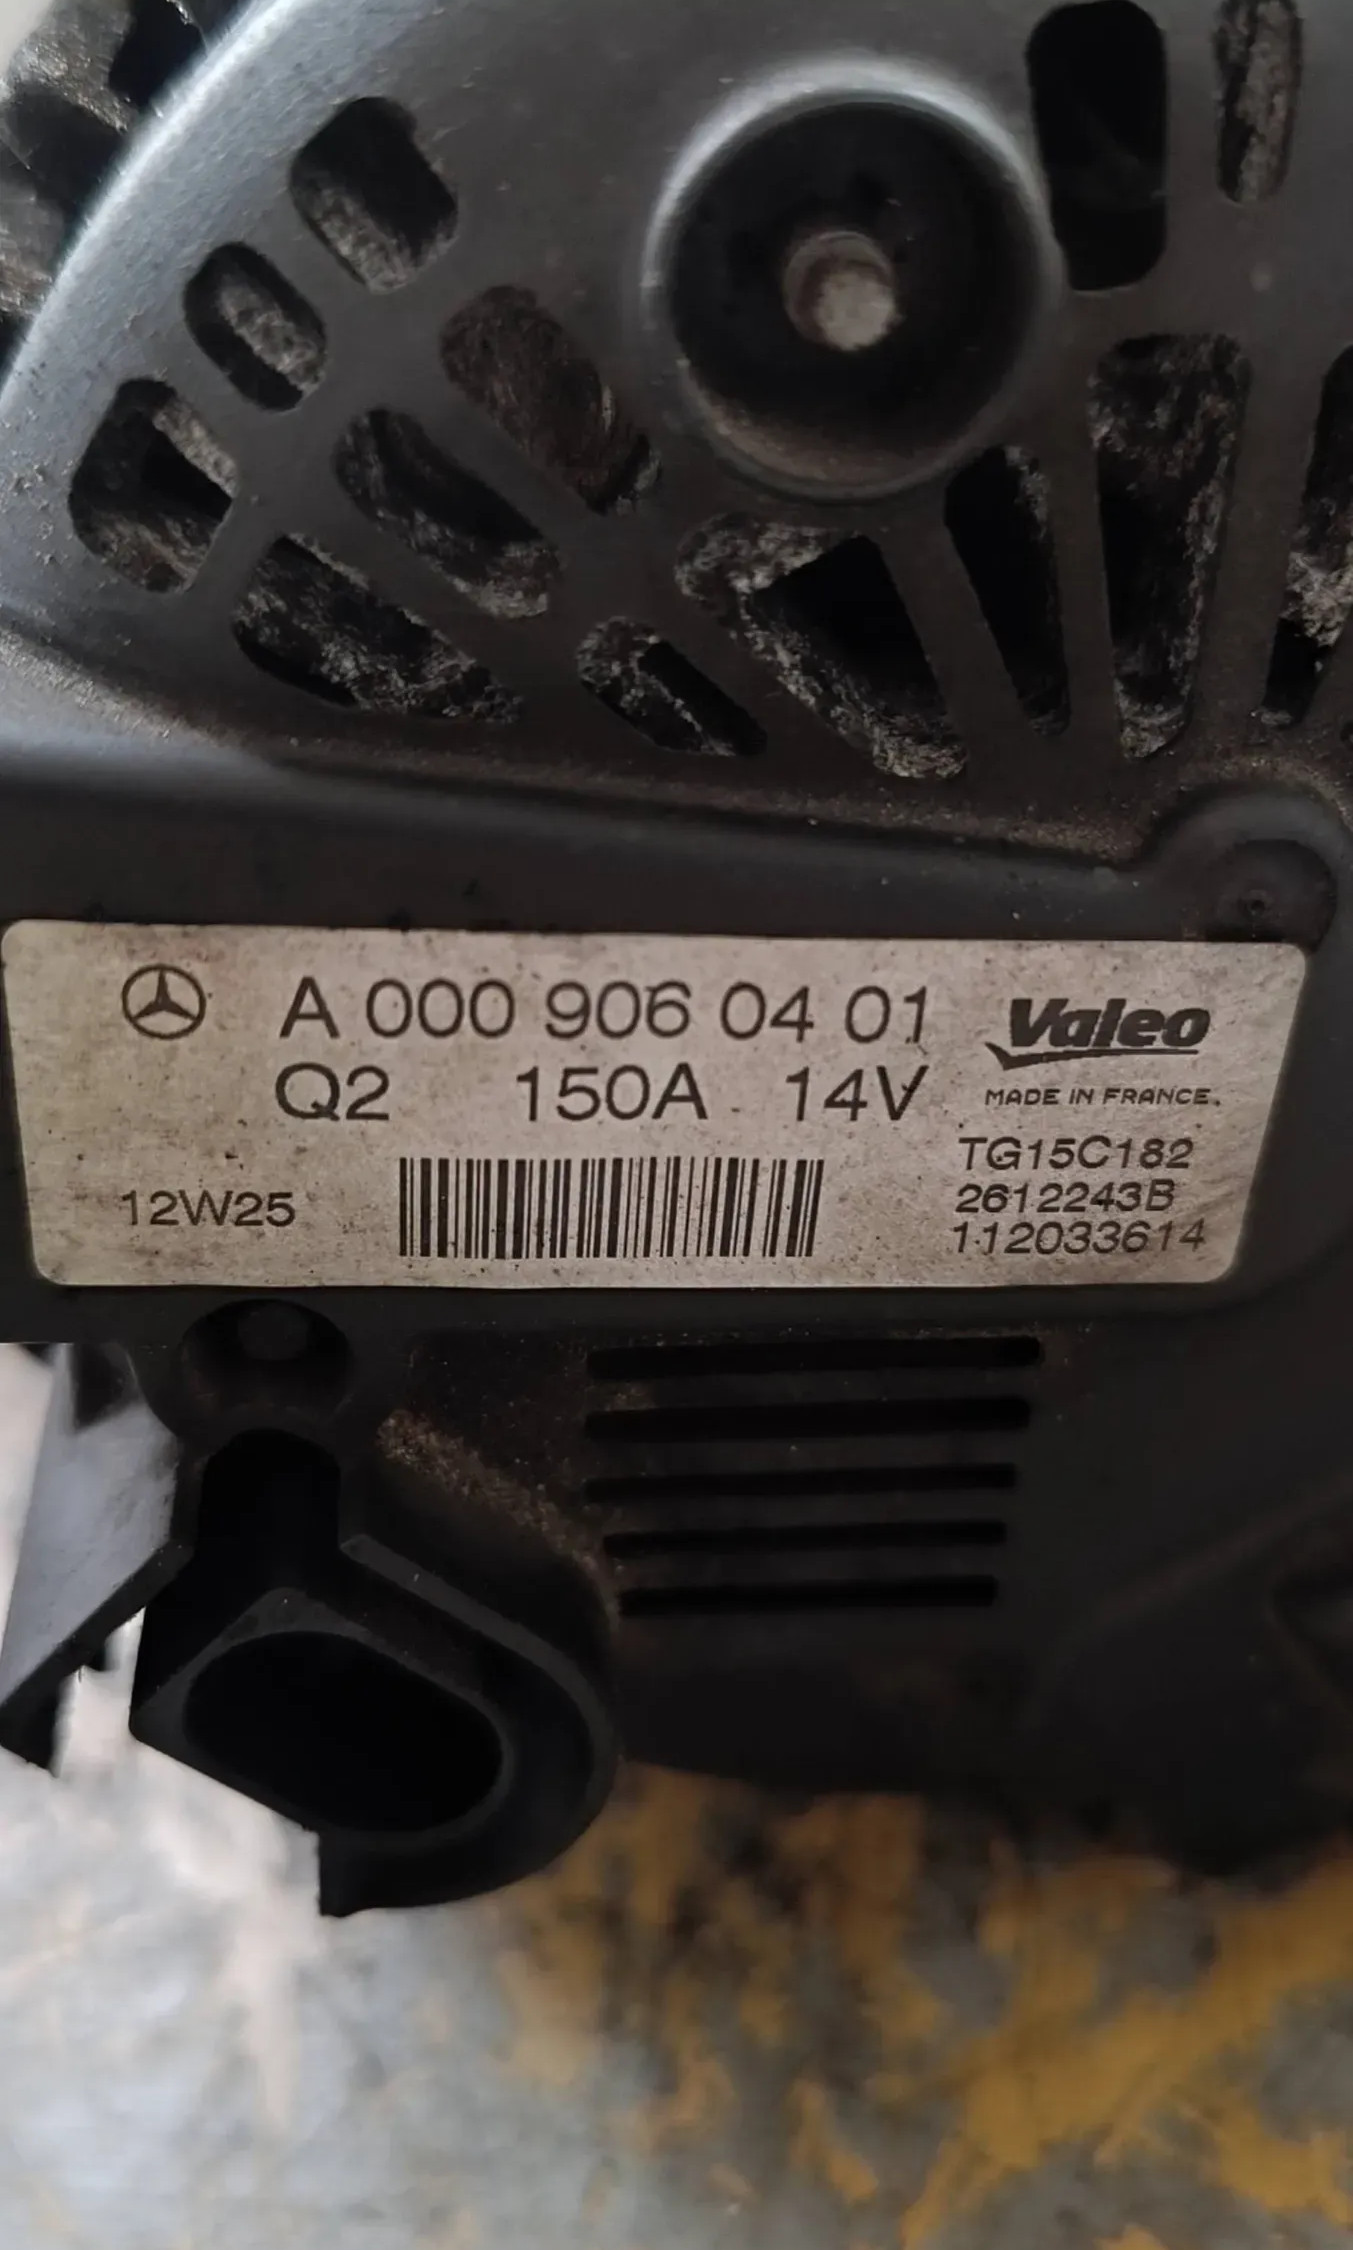 A 000 906 04 01
Q2 150A 14V
12W25
Valeo
MADE IN FRANCE.
TG15C182
2612243B
112033614